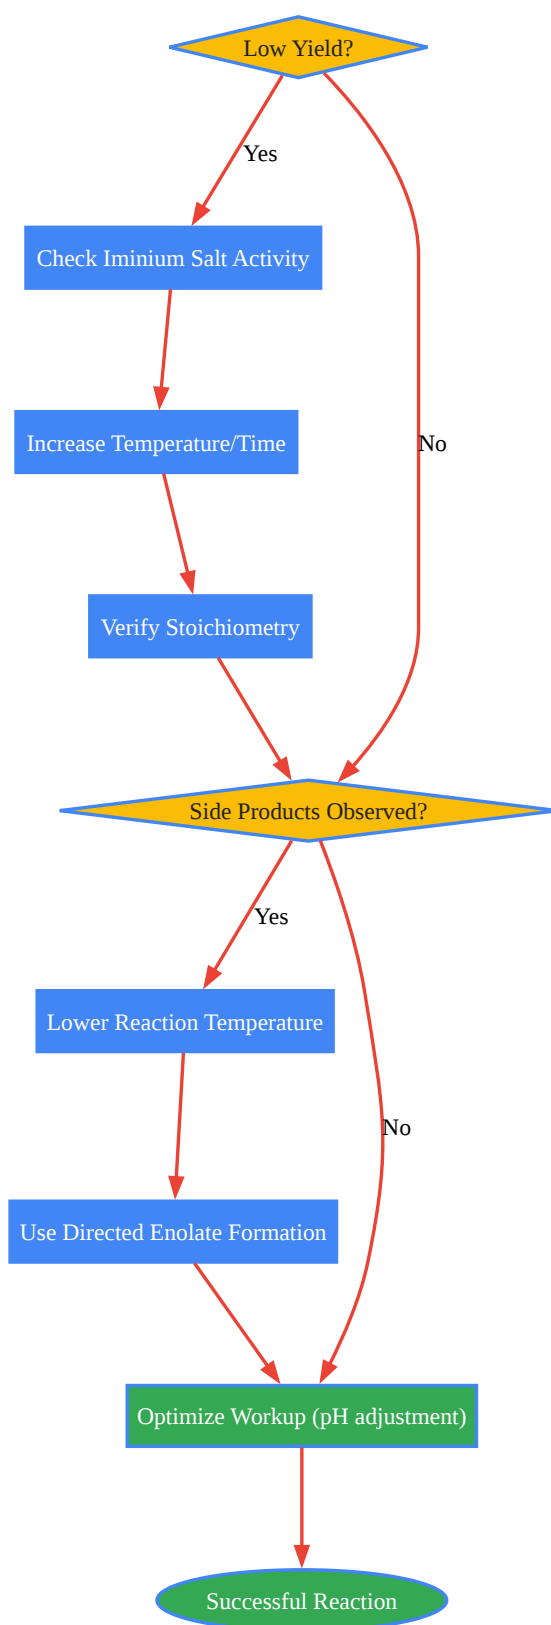 Low Yield?
Yes
Check Iminium Salt Activity
Increase Temperature/Time
No
Verify Stoichiometry
Side Products Observed?
Yes
Lower Reaction Temperature
No
Use Directed Enolate Formation
Optimize Workup (pH adjustment)
Successful Reaction